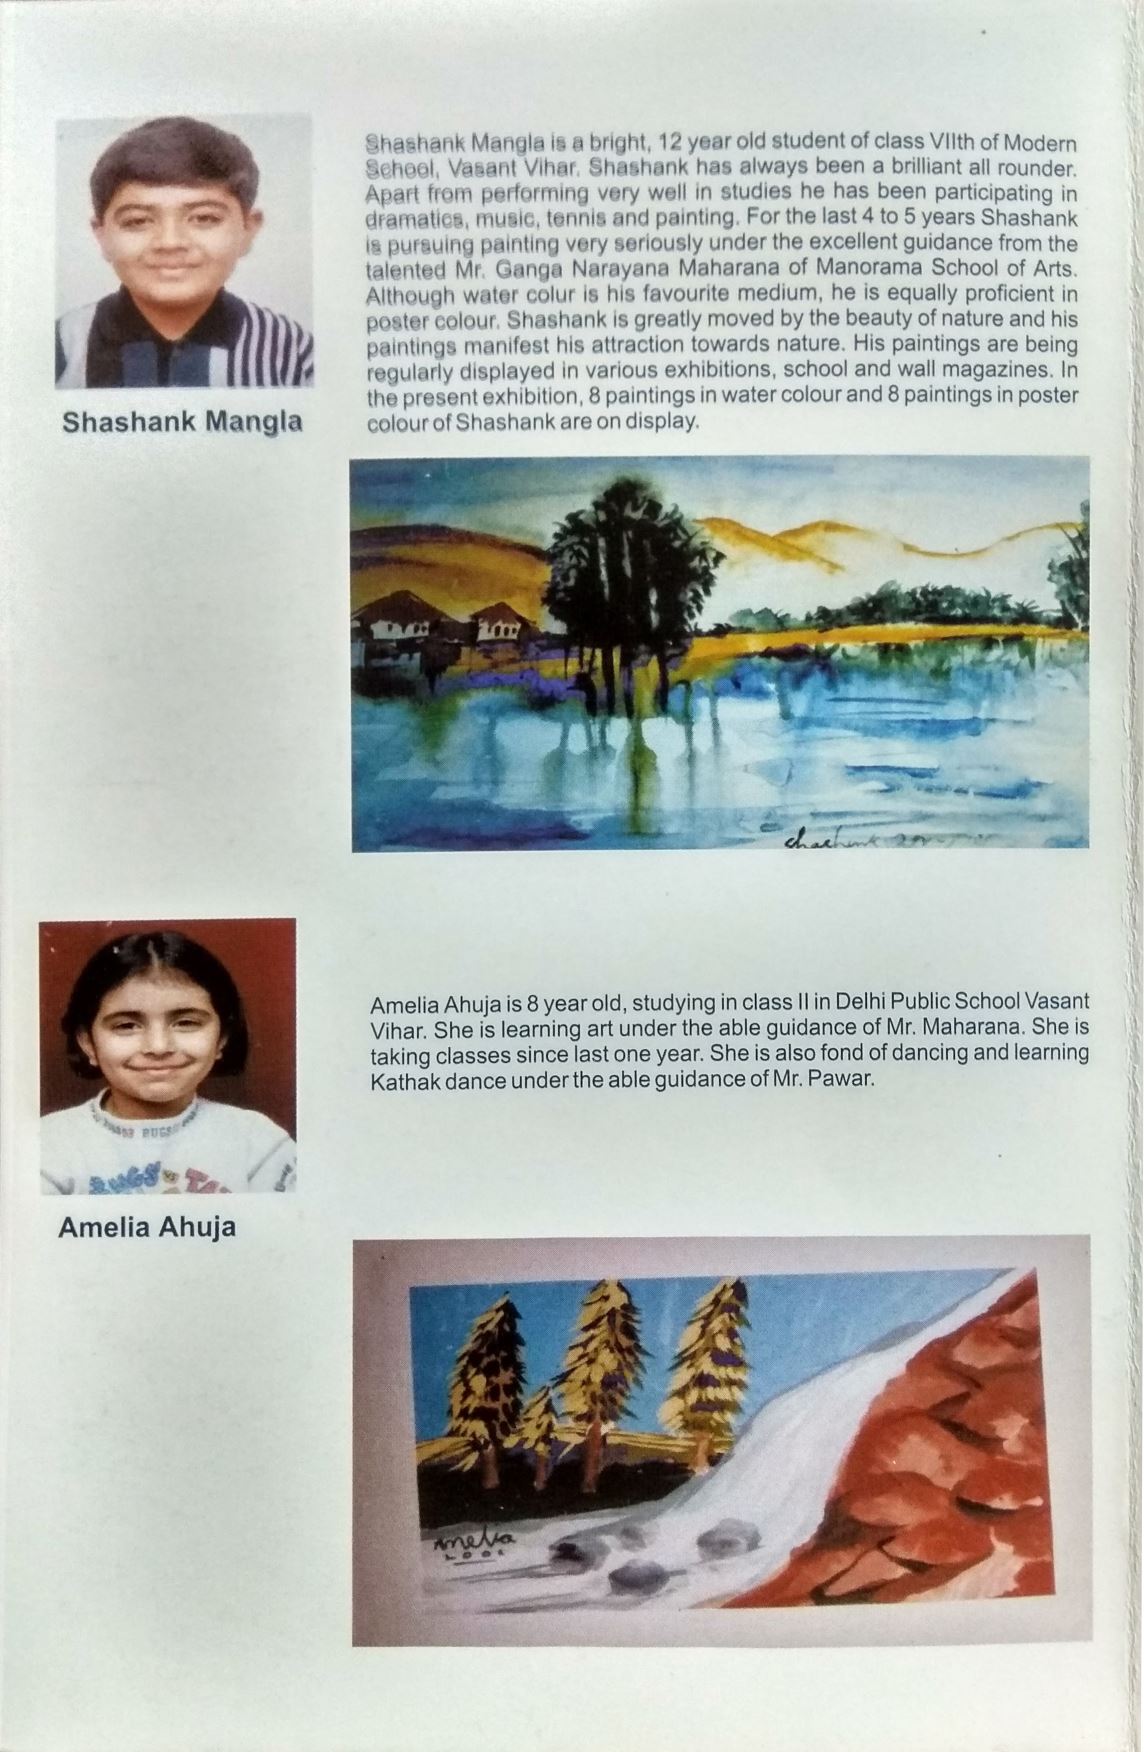 Shashank Mangla is a bright, 12 year old student of class VIIth of Modern
School, Vasant Vihar. Shashank has always been a brilliant all rounder.
Apart from performing very well in studies he has been participating in
dramatics, music, tennis and painting. For the last 4 to 5 years Shashank
is pursuing painting very seriously under the excellent guidance from the
talented Mr. Ganga Narayana Maharana of Manorama School of Arts.
Although water colur is his favourite medium, he is equally proficient in
poster colour. Shashank is greatly moved by the beauty of nature and his
paintings manifest his attraction towards nature. His paintings are being
regularly displayed in various exhibitions, school and wall magazines. In
the present exhibition, 8 paintings in water colour and 8 paintings in poster
colour of Shashank are on display.
Shashank Mangla
Amelia Ahuja is 8 year old, studying in class II in Delhi Public School Vasant
Vihar. She is learning art under the able guidance of Mr. Maharana. She is
taking classes since last one year. She is also fond of dancing and learning
Kathak dance under the able guidance of Mr. Pawar.
BUGS
Amelia Ahuja
Amelia